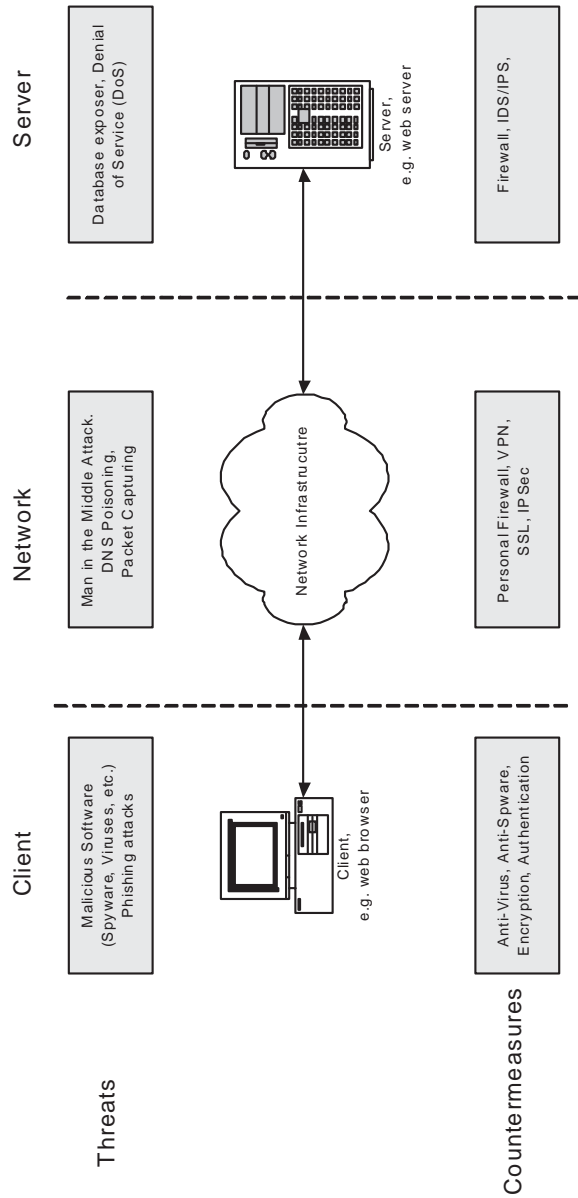 Client
Network
Server
Threats
Malicious Software
(Spyware, Viruses, etc.)
Phishing attacks
Man in the Middle Attack.
DNS Poisoning,
Packet Capturing
Database exposer, Denial
of Service (DoS)
Client,
e.g. web browser
Network Infrastrucutre
Server,
e.g. web server
Countermeasures
Anti-Virus, Anti-Spware,
Encryption, Authentication
Personal Firewall, VPN,
SSL, IPSec
Firewall, IDS/IPS,